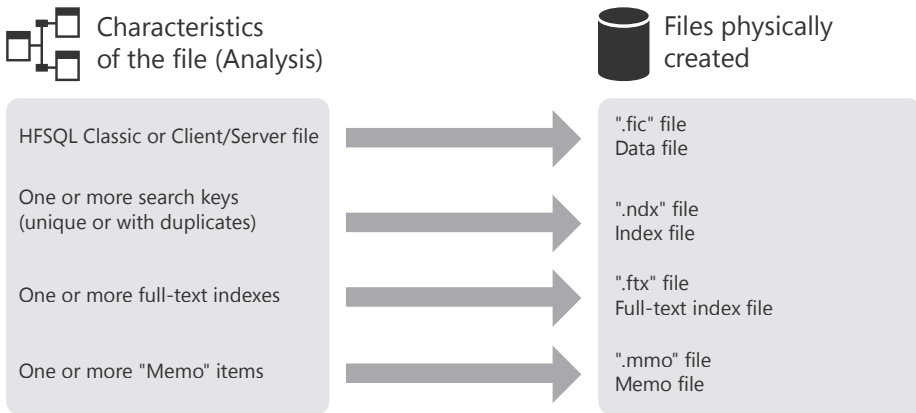 Characteristics
of the file (Analysis)
Files physically
created
HFSQL Classic or Client/Server file
".fic" file
Data file
One or more search keys
(unique or with duplicates)
".ndx" file
Index file
One or more full-text indexes
".ftx" file
Full-text index file
One or more "Memo" items
".mmo" file
Memo file